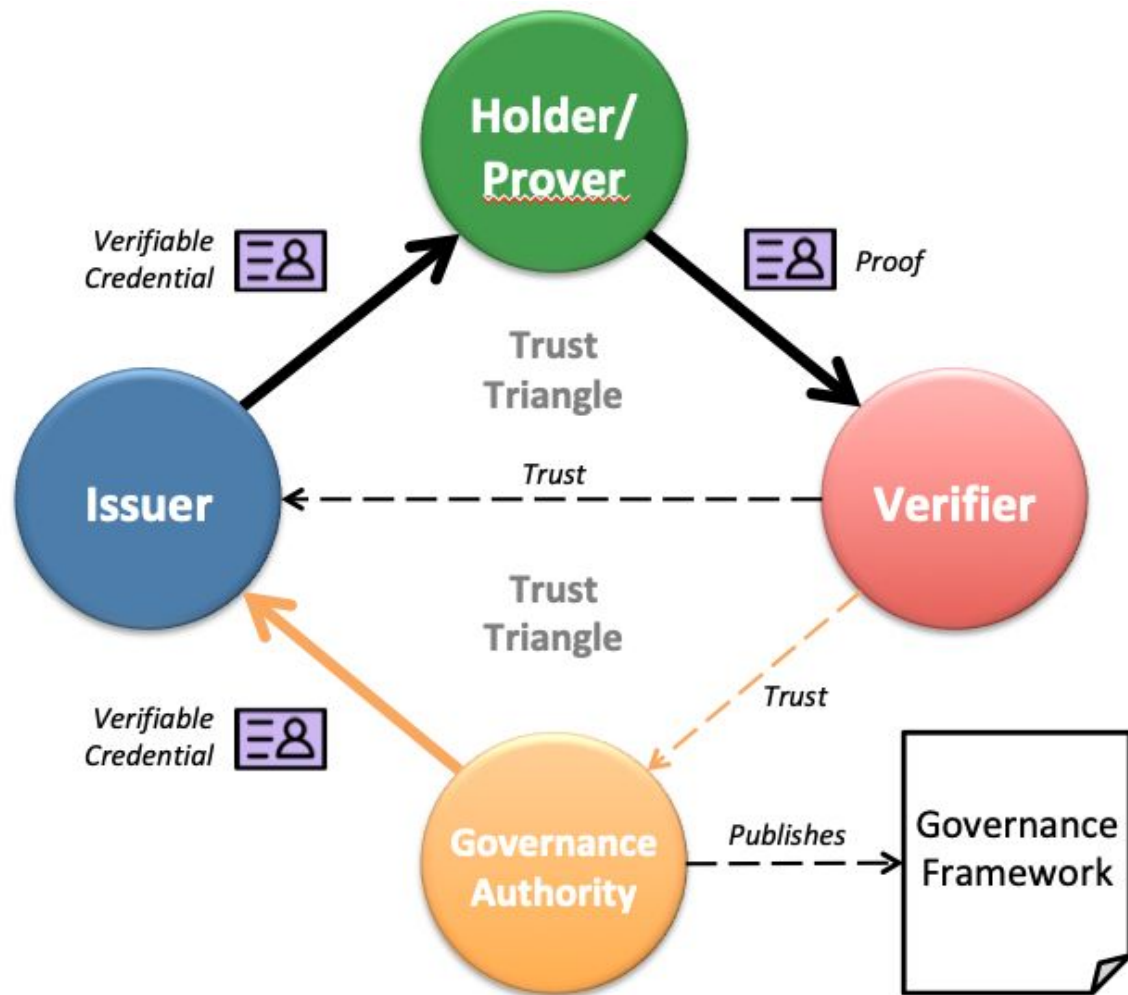 Holder/
Prover
Verifiable
Credential
Proof
Trust
Triangle
Trust
Issuer
Verifier
Trust
Triangle
Trust
Verifiable
Credential
Governance
Authority
Publishes
Governance
Framework